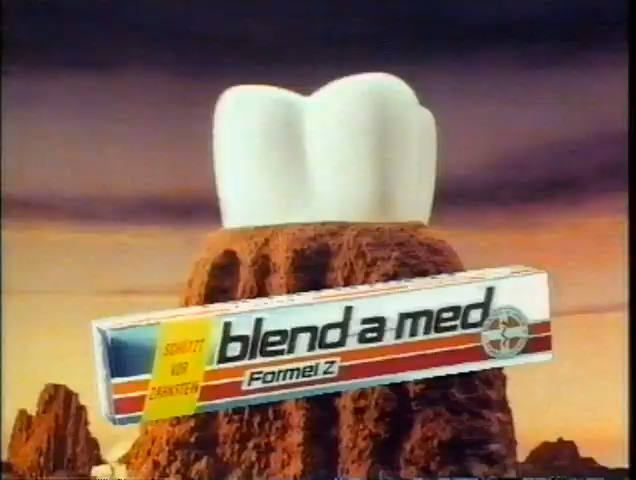 SCHÜTZT
VOR
ZAHNSTEIN
blend a med
Formel Z